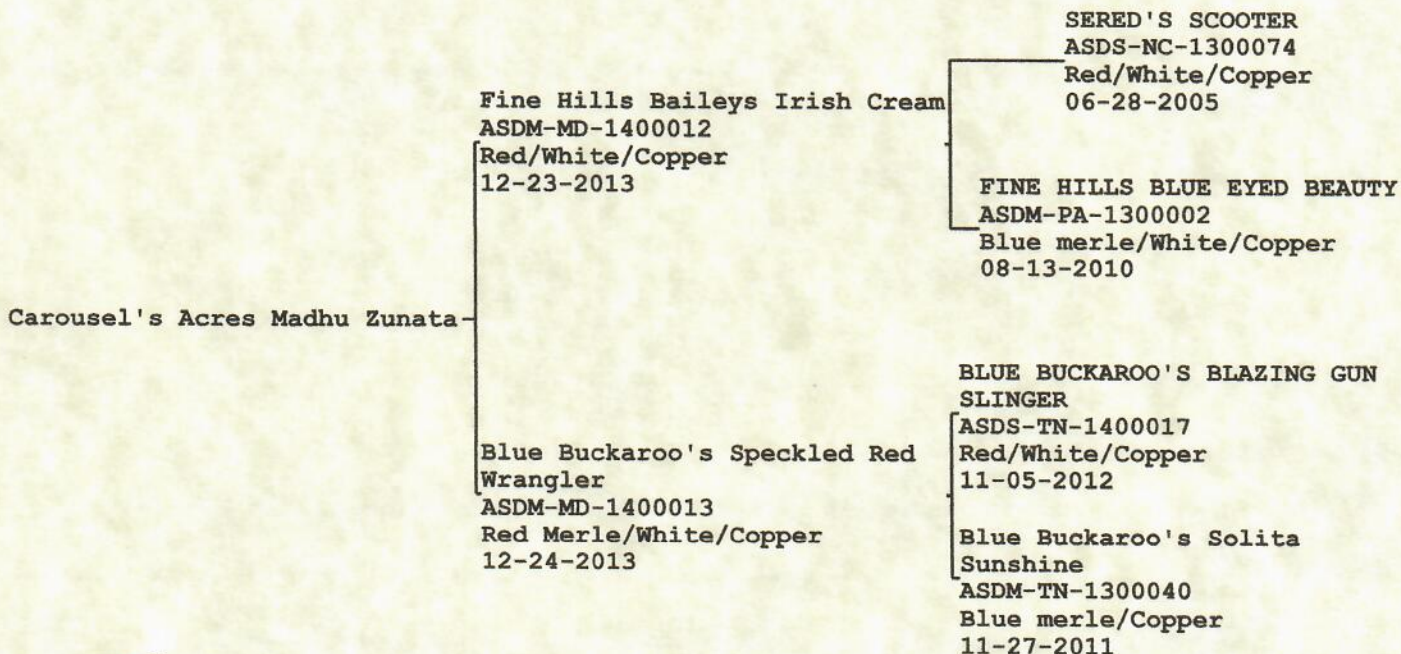 SERED'S SCOOTER
ASDS-NC-1300074
Red/White/Copper
06-28-2005
Fine Hills Baileys Irish Cream
ASDM-MD-1400012
Red/White/Copper
12-23-2013
FINE HILLS BLUE EYED BEAUTY
ASDM-PA-1300002
Blue merle/White/Copper
08-13-2010
Carousel's Acres Madhu Zunata
BLUE BUCKAROO'S BLAZING GUN
SLINGER
ASDS-TN-1400017
Red/White/Copper
11-05-2012
Blue Buckaroo's Speckled Red
Wrangler
ASDM-MD-1400013
Red Merle/White/Copper
12-24-2013
Blue Buckaroo's Solita
Sunshine
ASDM-TN-1300040
Blue merle/Copper
11-27-2011